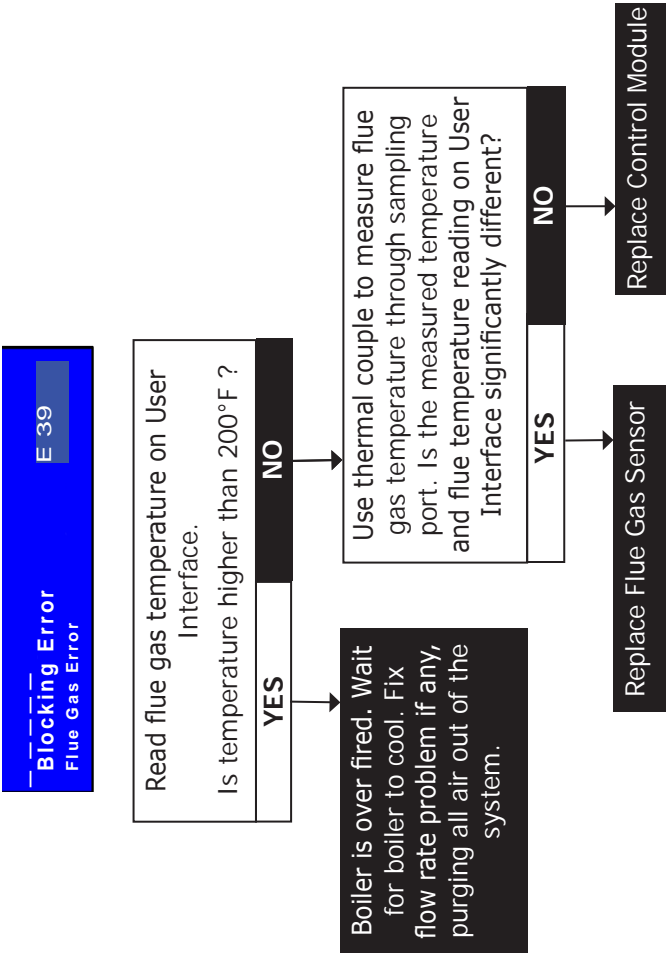 E 39
Blocking Error
Flue Gas Error
Read flue gas temperature on User
Interface.
Is temperature higher than 200°F ?
YES
NO
Boiler is over fired. Wait
for boiler to cool. Fix
flow rate problem if any,
purging all air out of the
system.
Use thermal couple to measure flue
gas temperature through sampling
port. Is the measured temperature
and flue temperature reading on User
Interface significantly different?
YES
NO
Replace Flue Gas Sensor
Replace Control Module